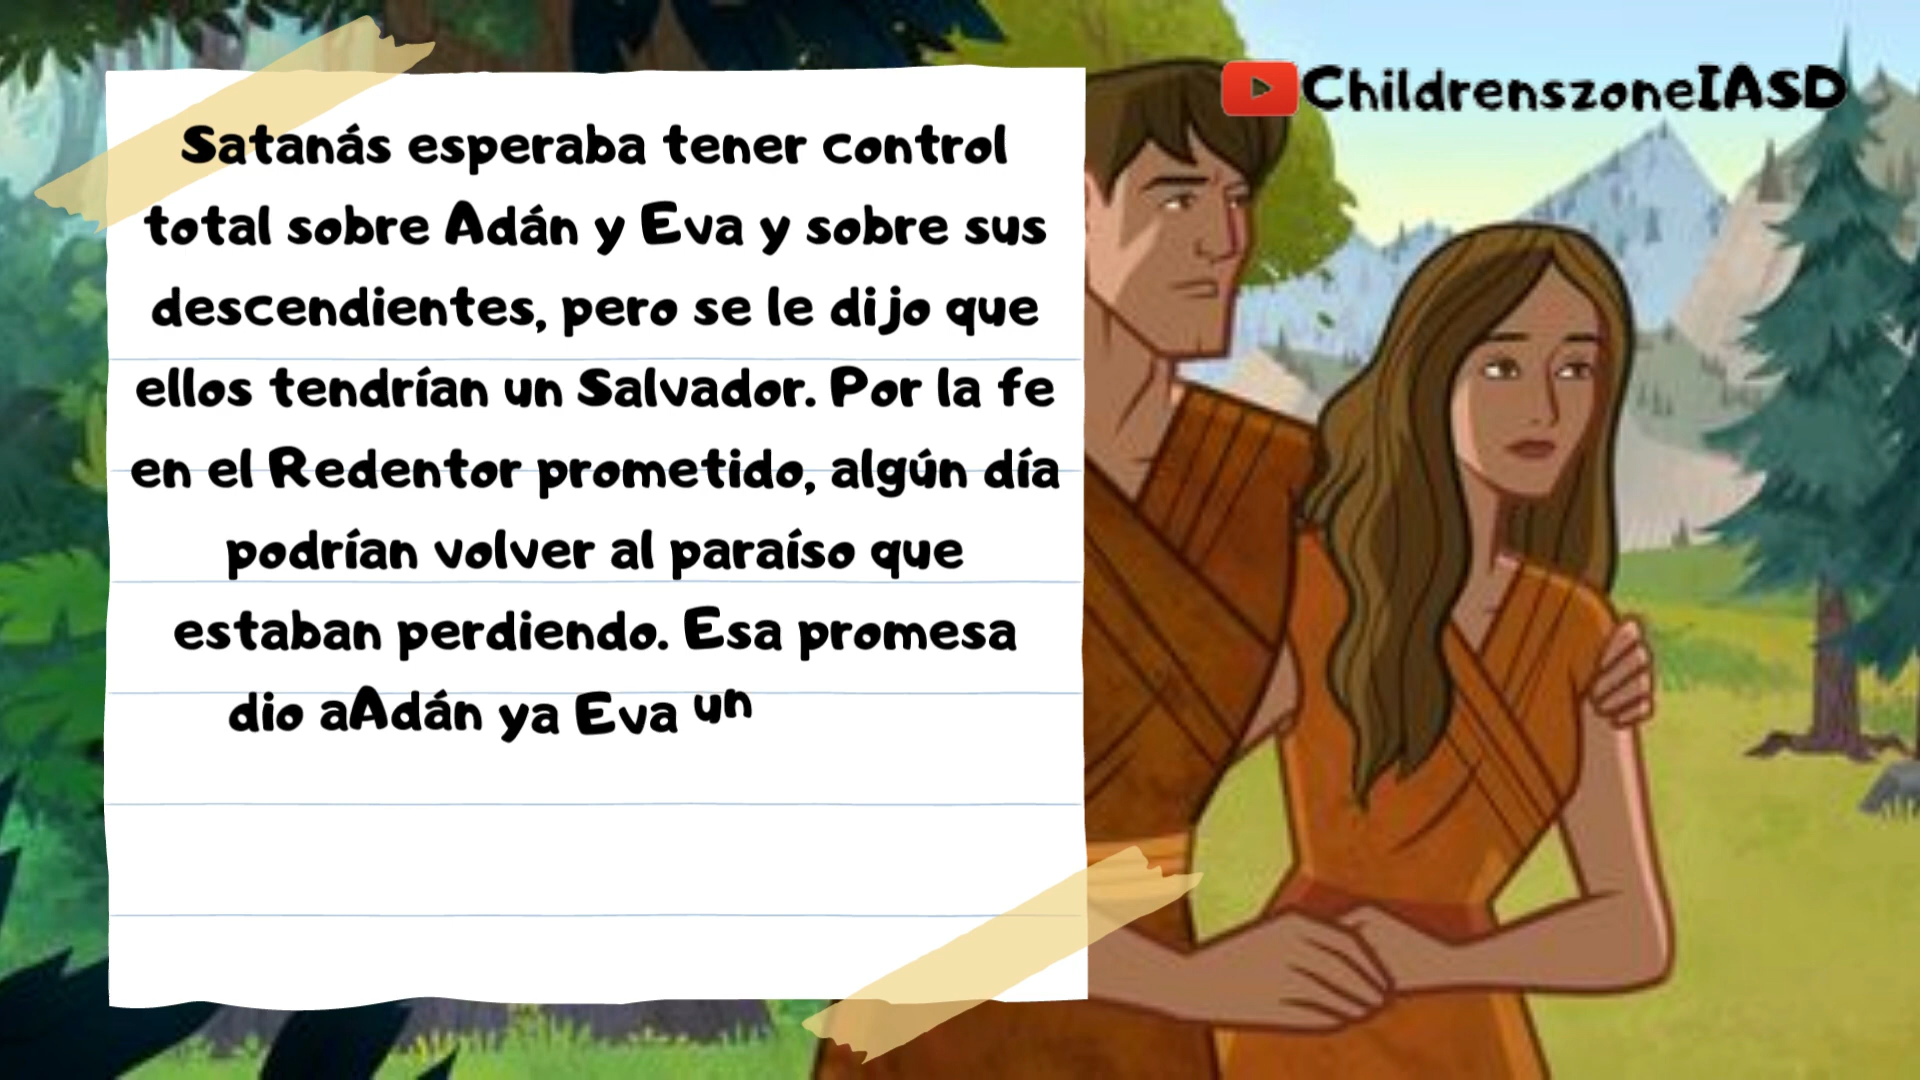 ChildrenszoneIASD
Satanás esperaba tener control
total sobre Adán y Eva y sobre sus
descendientes, pero se le dijo que
ellos tendrían un Salvador. Por la fe
en el Redentor prometido, algún día
podrían volver al paraíso que
estaban perdiendo. Esa promesa
dio aAdán ya Eva un